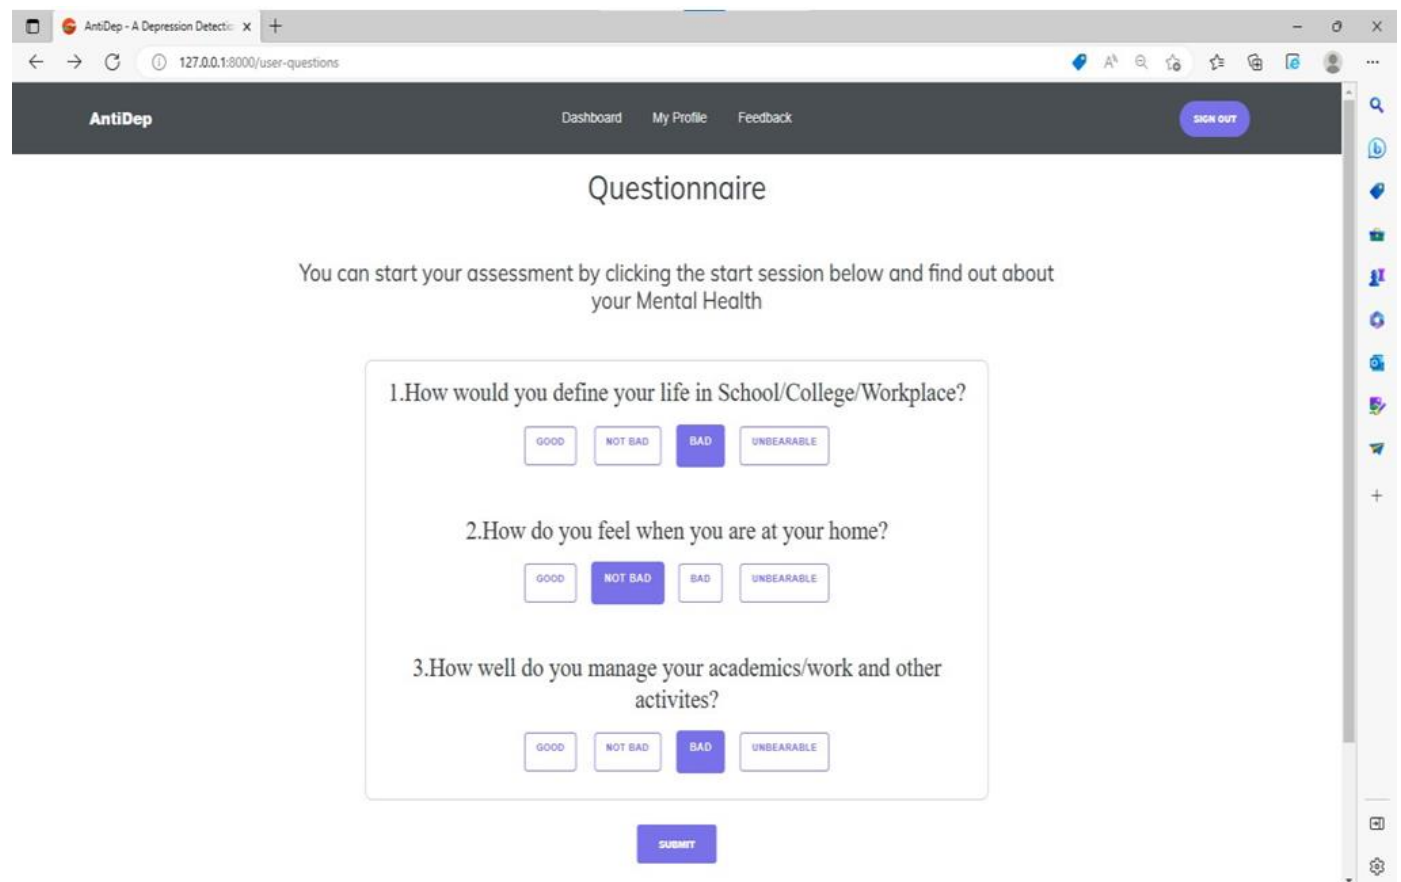 AntiDep - A Depression Detectio
127.0.0.1:8000/user-questions
AntiDep
Dashboard My Profile Feedback
SIGN OUT
Questionnaire
You can start your assessment by clicking the start session below and find out about
your Mental Health
1.How would you define your life in School/College/Workplace?
GOOD NOT BAD BAD UNBEARABLE
2.How do you feel when you are at your home?
GOOD NOT BAD BAD UNBEARABLE
3.How well do you manage your academics/work and other
activites?
GOOD NOT BAD BAD UNBEARABLE
SUBMIT